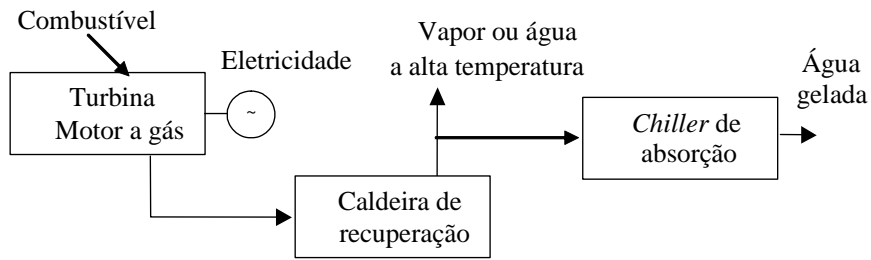 Combustível
Eletricidade
Turbina
Motor a gás
~
Vapor ou água
a alta temperatura
Caldeira de
recuperação
Chiller de
absorção
Água
gelada